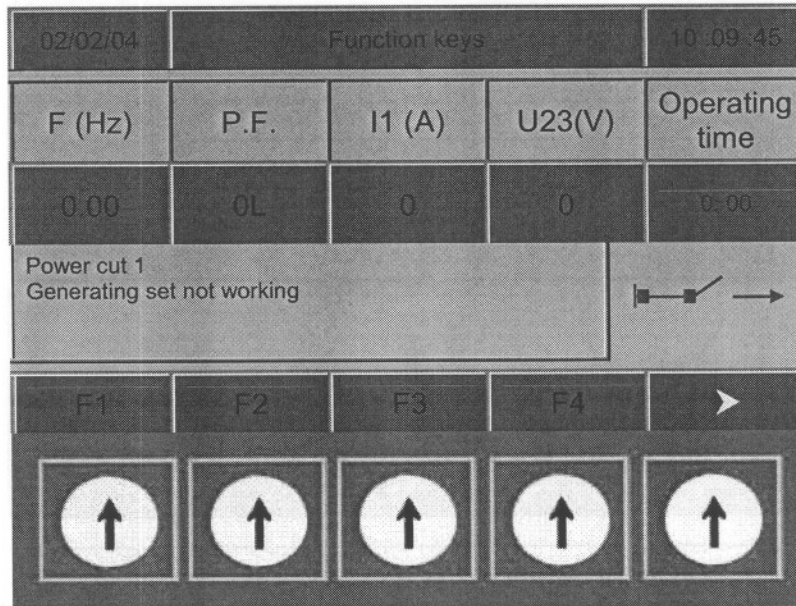 02/02/04 Function keys 10 :09 :45
F (Hz) P.F. I1 (A) U23(V) Operating time
0.00 0L 0 0 0:00
Power cut 1
Generating set not working
F1 F2 F3 F4